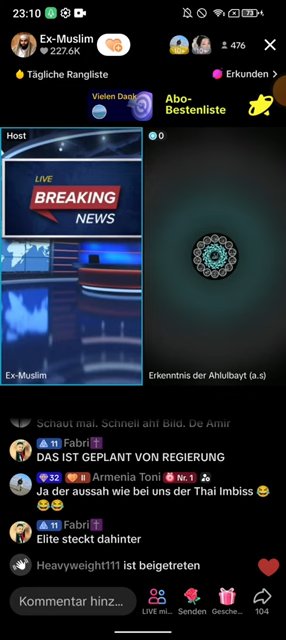 23:10
73
Ex-Muslim
227.6K
476
Tägliche Rangliste
Erkunden >
Vielen Dank
Abo-
Bestenliste
Host
0
LIVE
BREAKING
NEWS
Ex-Muslim
Erkenntnis der Ahlulbayt (a.s)
Schaut mal. Schnell auf Bild. De Amir
11 Fabri✝️
DAS IST GEPLANT VON REGIERUNG
32 II Armenia Toni Nr. 1
Ja der aussah wie bei uns der Thai Imbiss 😂
😂😂
11 Fabri✝️
Elite steckt dahinter
Heavyweight111 ist beigetreten
Kommentar hinz...
LIVE mi...
Senden
Gesche...
104